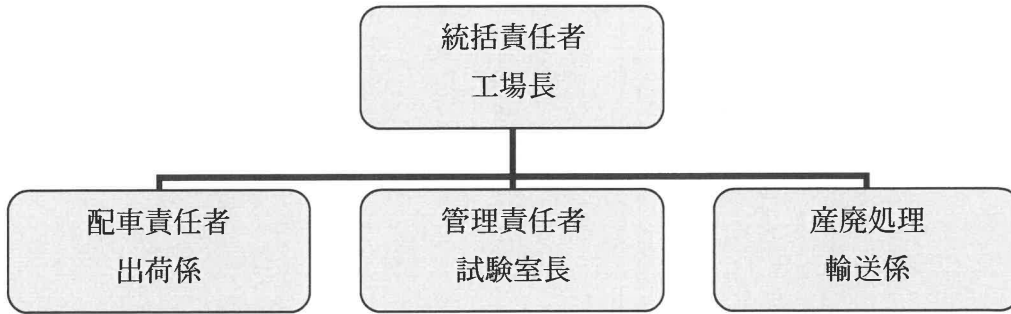 統括責任者
工場長
配車責任者
出荷係
管理責任者
試験室長
産廃処理
輸送係